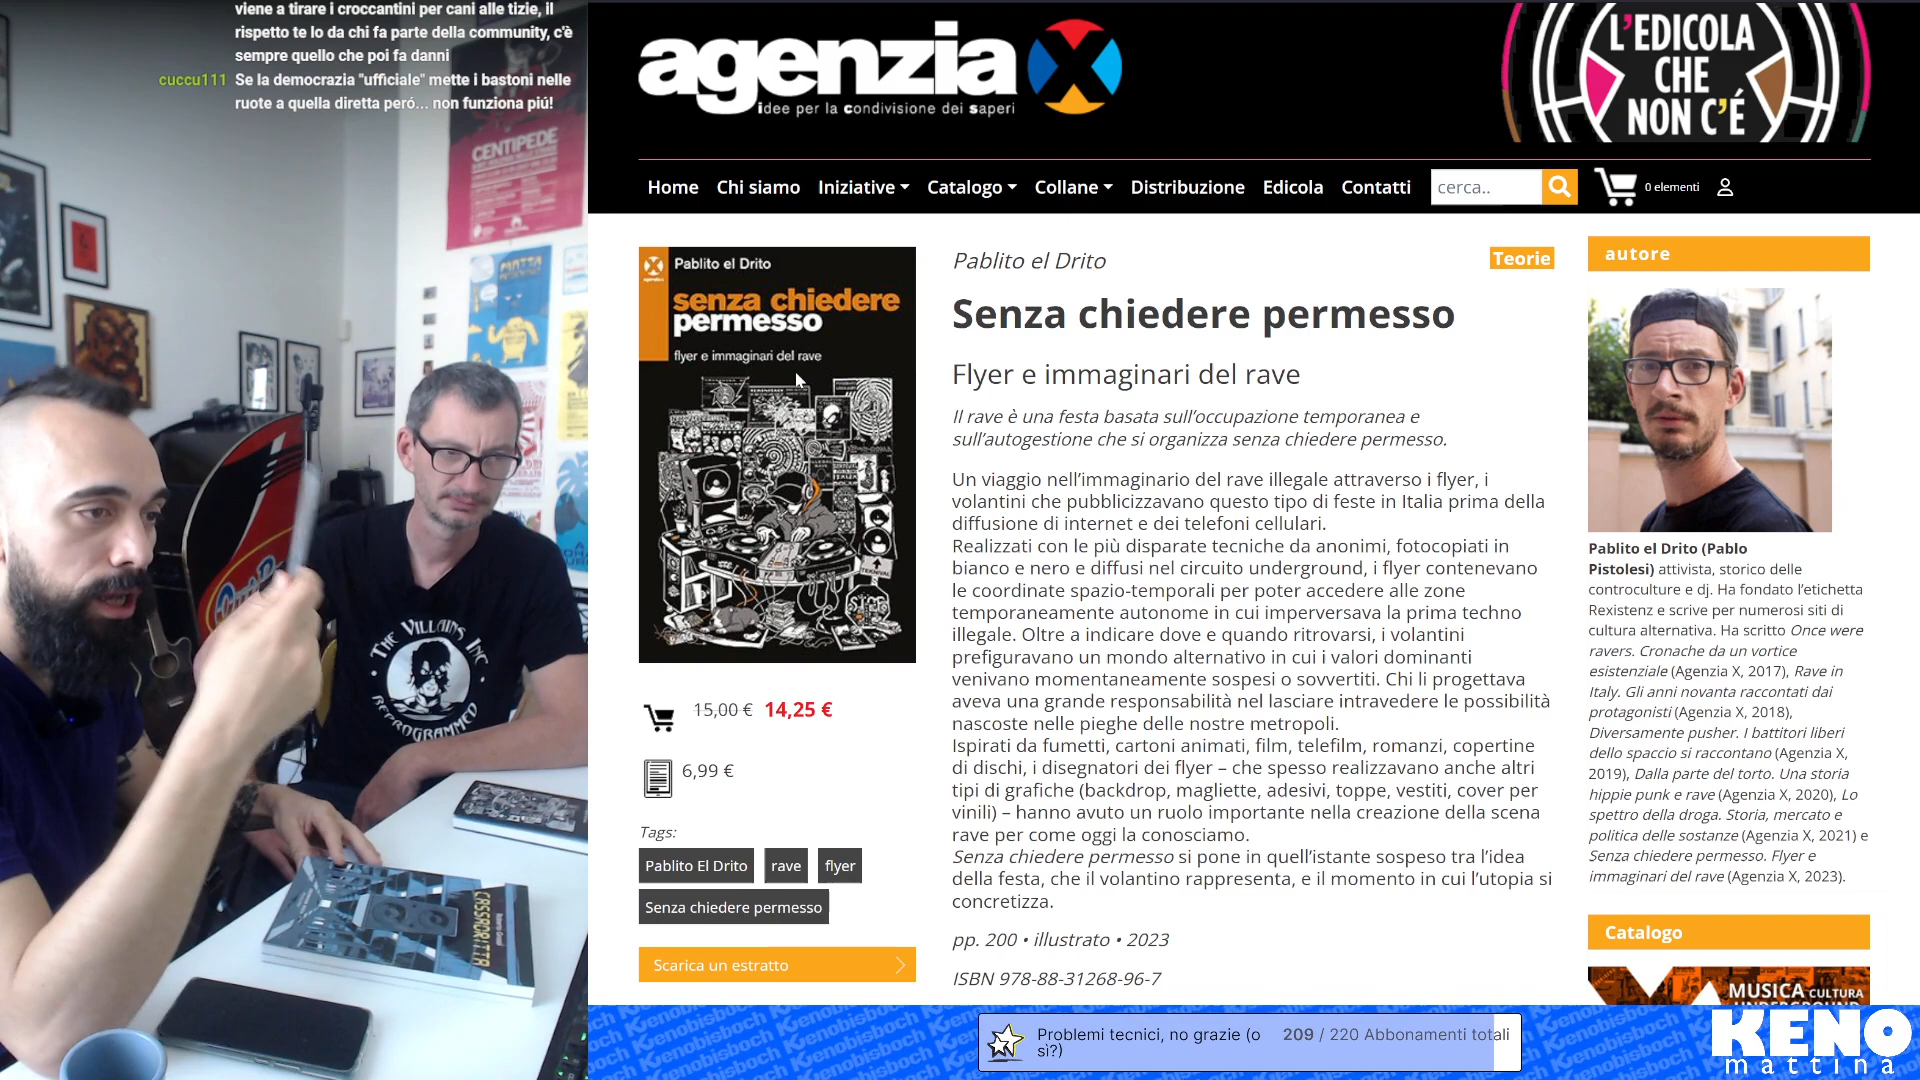 viene a tirare i croccantini per cani alle tizie, il
rispetto te lo da chi fa parte della community, c'è
sempre quello che poi fa danni
cuccu111 Se la democrazia "ufficiale" mette i bastoni nelle
ruote a quella diretta peró... non funziona piú!
CENTIPEDE
MATTA
THE VILLAINS INC
REPROGRAMMED
CASSAORITTA
agenzia
idee per la condivisione dei saperi
L'EDICOLA
CHE
NON C'É
Home Chi siamo Iniziative Catalogo Collane Distribuzione Edicola Contatti cerca.. 0 elementi
Pablito el Drito
senza chiedere
permesso
flyer e immaginari del rave
15,00 € 14,25 €
6,99 €
Tags:
Pablito El Drito rave flyer
Senza chiedere permesso
Scarica un estratto
Pablito el Drito Teorie
Senza chiedere permesso
Flyer e immaginari del rave
Il rave è una festa basata sull'occupazione temporanea e
sull'autogestione che si organizza senza chiedere permesso.
Un viaggio nell'immaginario del rave illegale attraverso i flyer, i
volantini che pubblicizzavano questo tipo di feste in Italia prima della
diffusione di internet e dei telefoni cellulari.
Realizzati con le più disparate tecniche da anonimi, fotocopiati in
bianco e nero e diffusi nel circuito underground, i flyer contenevano
le coordinate spazio-temporali per poter accedere alle zone
temporaneamente autonome in cui imperversava la prima techno
illegale. Oltre a indicare dove e quando ritrovarsi, i volantini
prefiguravano un mondo alternativo in cui i valori dominanti
venivano momentaneamente sospesi o sovvertiti. Chi li progettava
aveva una grande responsabilità nel lasciare intravedere le possibilità
nascoste nelle pieghe delle nostre metropoli.
Ispirati da fumetti, cartoni animati, film, telefilm, romanzi, copertine
di dischi, i disegnatori dei flyer – che spesso realizzavano anche altri
tipi di grafiche (backdrop, magliette, adesivi, toppe, vestiti, cover per
vinili) – hanno avuto un ruolo importante nella creazione della scena
rave per come oggi la conosciamo.
Senza chiedere permesso si pone in quell'istante sospeso tra l'idea
della festa, che il volantino rappresenta, e il momento in cui l'utopia si
concretizza.
pp. 200 • illustrato • 2023
ISBN 978-88-31268-96-7
autore
Pablito el Drito (Pablo
Pistolesi) attivista, storico delle
controculture e dj. Ha fondato l'etichetta
Rexistenz e scrive per numerosi siti di
cultura alternativa. Ha scritto Once were
ravers. Cronache da un vortice
esistenziale (Agenzia X, 2017), Rave in
Italy. Gli anni novanta raccontati dai
protagonisti (Agenzia X, 2018),
Diversamente pusher. I battitori liberi
dello spaccio si raccontano (Agenzia X,
2019), Dalla parte del torto. Una storia
hippie punk e rave (Agenzia X, 2020), Lo
spettro della droga. Storia, mercato e
politica delle sostanze (Agenzia X, 2021) e
Senza chiedere permesso. Flyer e
immaginari del rave (Agenzia X, 2023).
Catalogo
MUSICA CULTURA
UNDERGROUND
Problemi tecnici, no grazie (o
sì?)
209 / 220 Abbonamenti totali
Kenobisboch
KENO
mattina